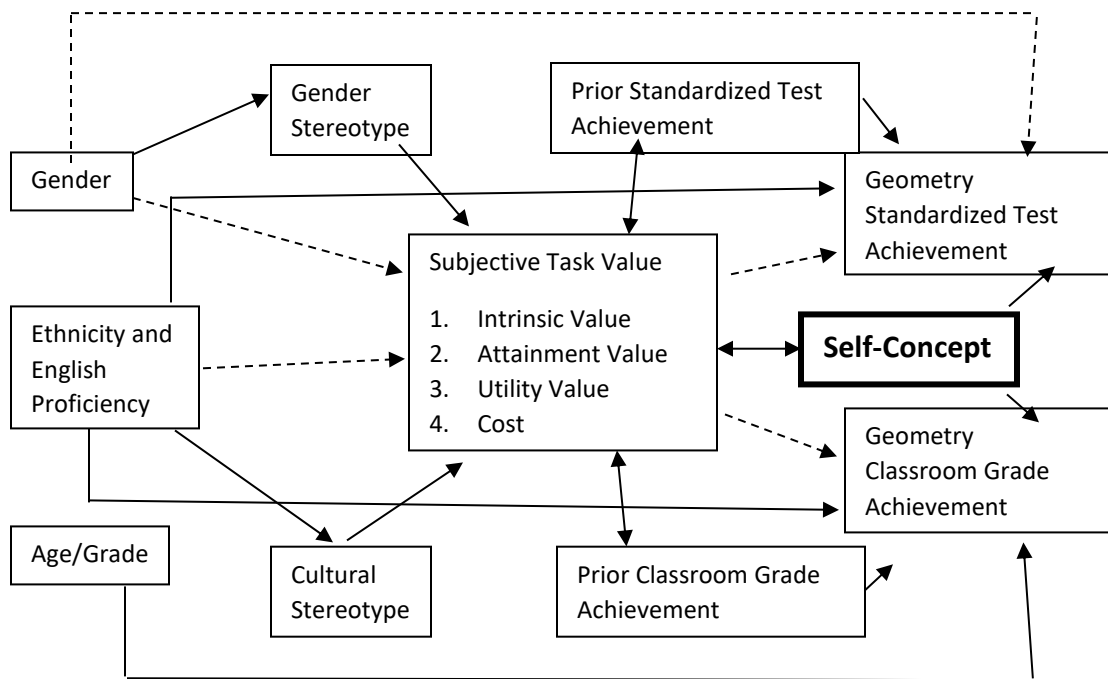 Gender
Stereotype
Prior Standardized Test
Achievement
Gender
Geometry
Standardized Test
Achievement
Subjective Task Value
1. Intrinsic Value
2. Attainment Value
3. Utility Value
4. Cost
Ethnicity and
English
Proficiency
Self-Concept
Geometry
Classroom Grade
Achievement
Age/Grade
Cultural
Stereotype
Prior Classroom Grade
Achievement